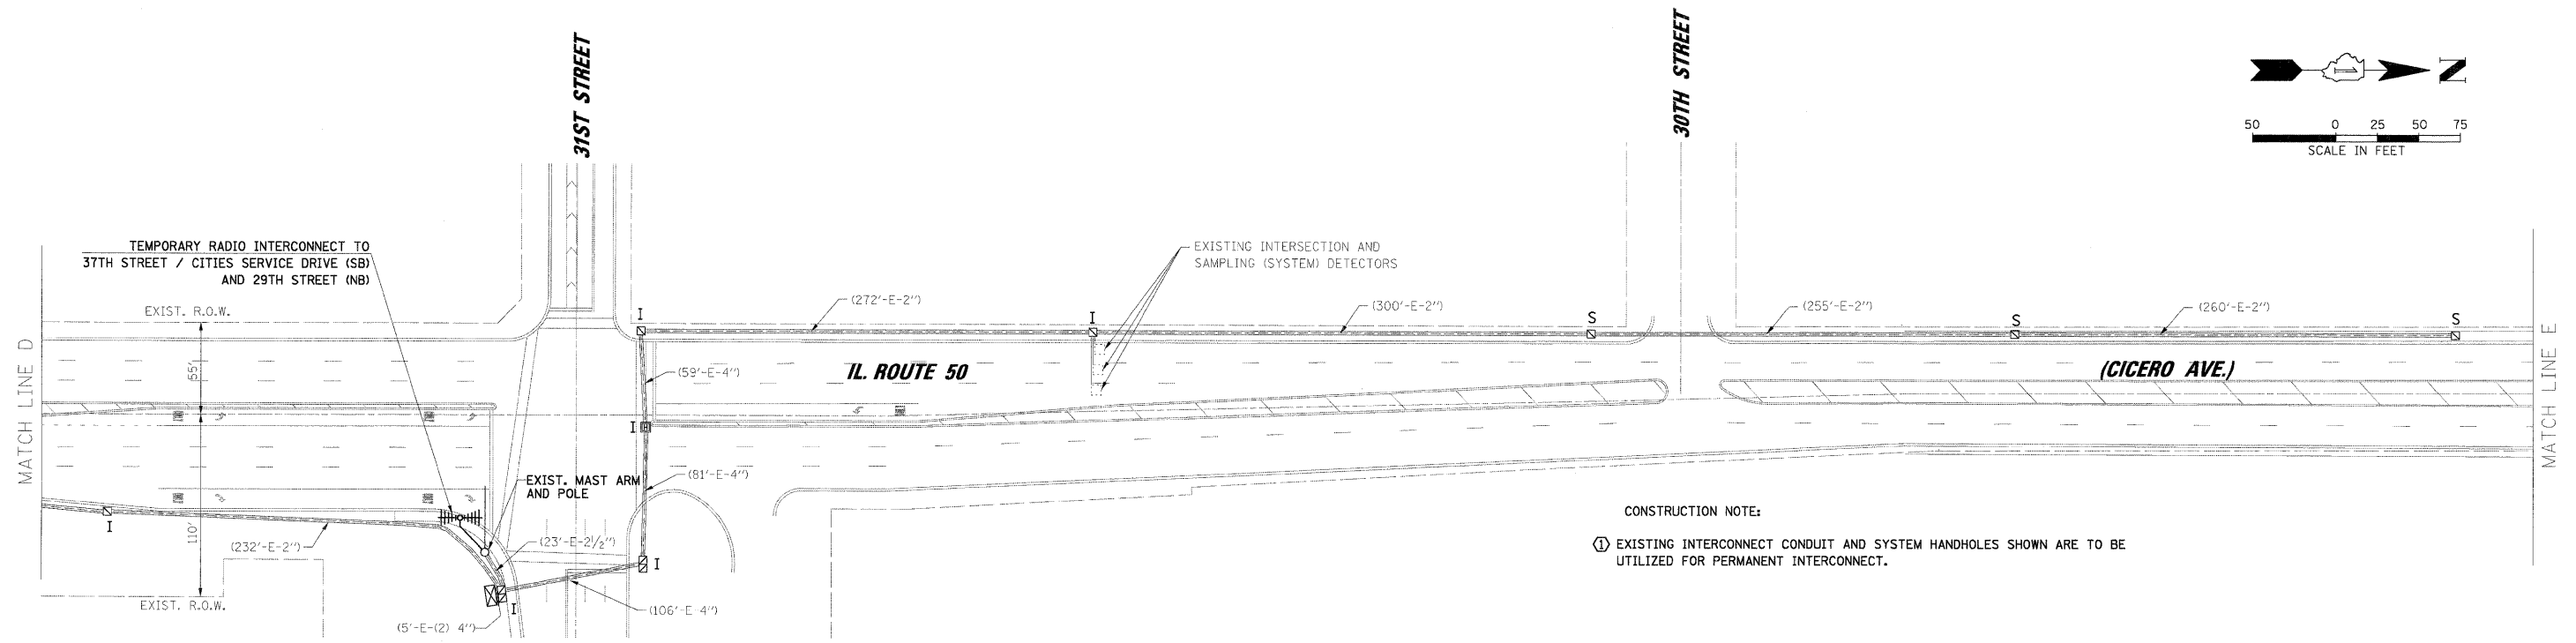 31ST STREET
30TH STREET
N
50 0 25 50 75
SCALE IN FEET
TEMPORARY RADIO INTERCONNECT TO
37TH STREET / CITIES SERVICE DRIVE (SB)
AND 29TH STREET (NB)
EXISTING INTERSECTION AND
SAMPLING (SYSTEM) DETECTORS
EXIST. R.O.W.
(272'-E-2")
(300'-E-2")
(255'-E-2")
(260'-E-2")
I
I
S
S
S
MATCH LINE D
MATCH LINE E
55'
(59'-E-4")
IL. ROUTE 50
(CICERO AVE.)
I
EXIST. MAST ARM
AND POLE
(81'-E-4")
I
110'
(232'-E-2")
(23'-E-2 1/2")
I
CONSTRUCTION NOTE:
1 EXISTING INTERCONNECT CONDUIT AND SYSTEM HANDHOLES SHOWN ARE TO BE
UTILIZED FOR PERMANENT INTERCONNECT.
EXIST. R.O.W.
I
(106'-E-4")
(5'-E-(2) 4")